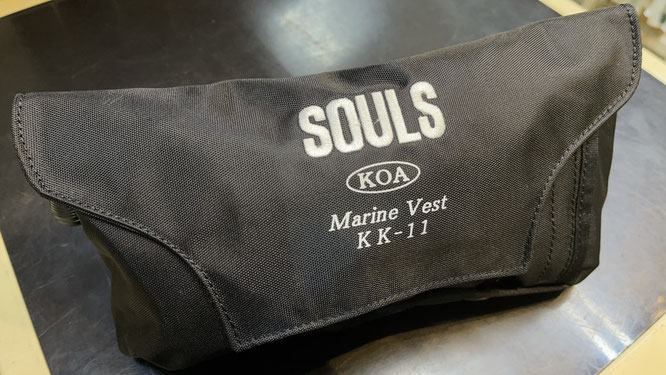 SOULS
KOA
Marine Vest
KK-11